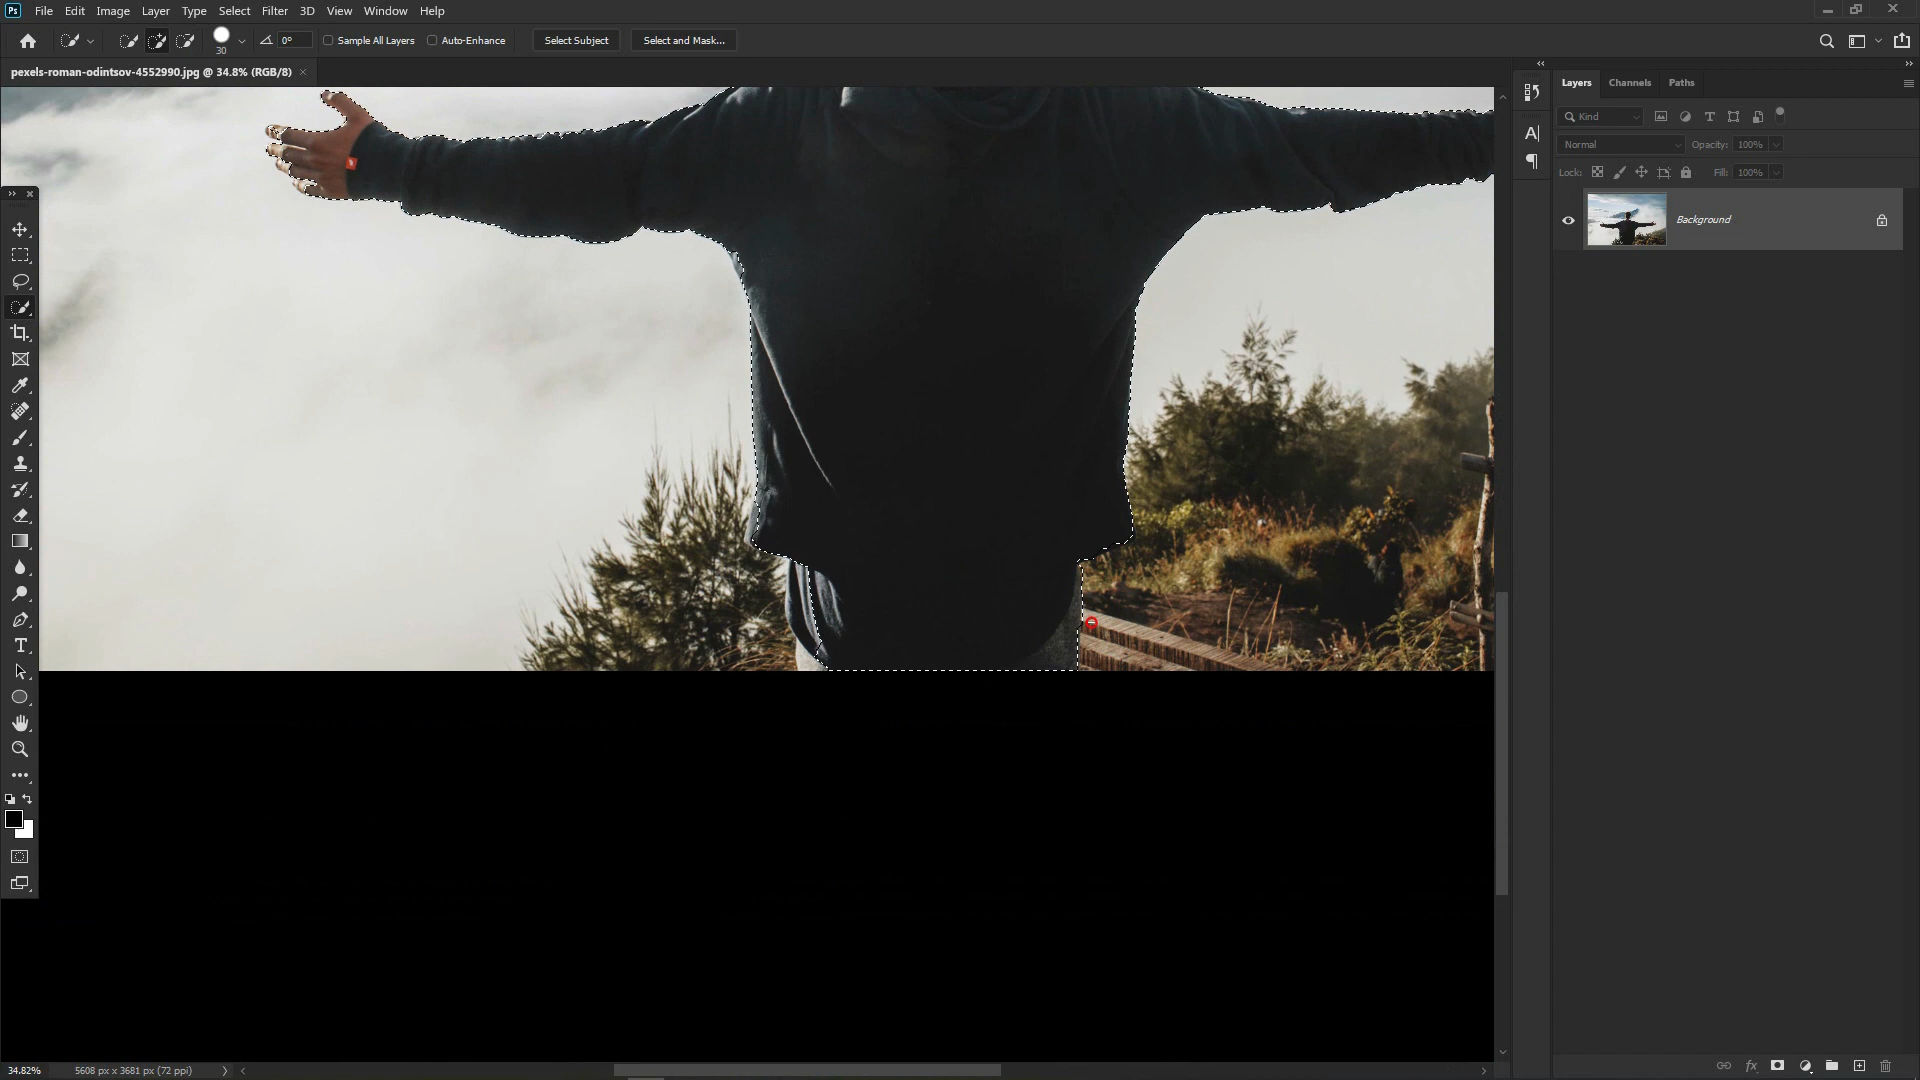 Ps File Edit Image Layer Type Select Filter 3D View Window Help
30 0° Sample All Layers Auto-Enhance Select Subject Select and Mask...
pexels-roman-odintsov-4552990.jpg @ 34.8% (RGB/8) ×
Layers Channels Paths
Kind
Normal Opacity: 100%
Lock: Fill: 100%
Background
34.82% 5608 px x 3681 px (72 ppi)